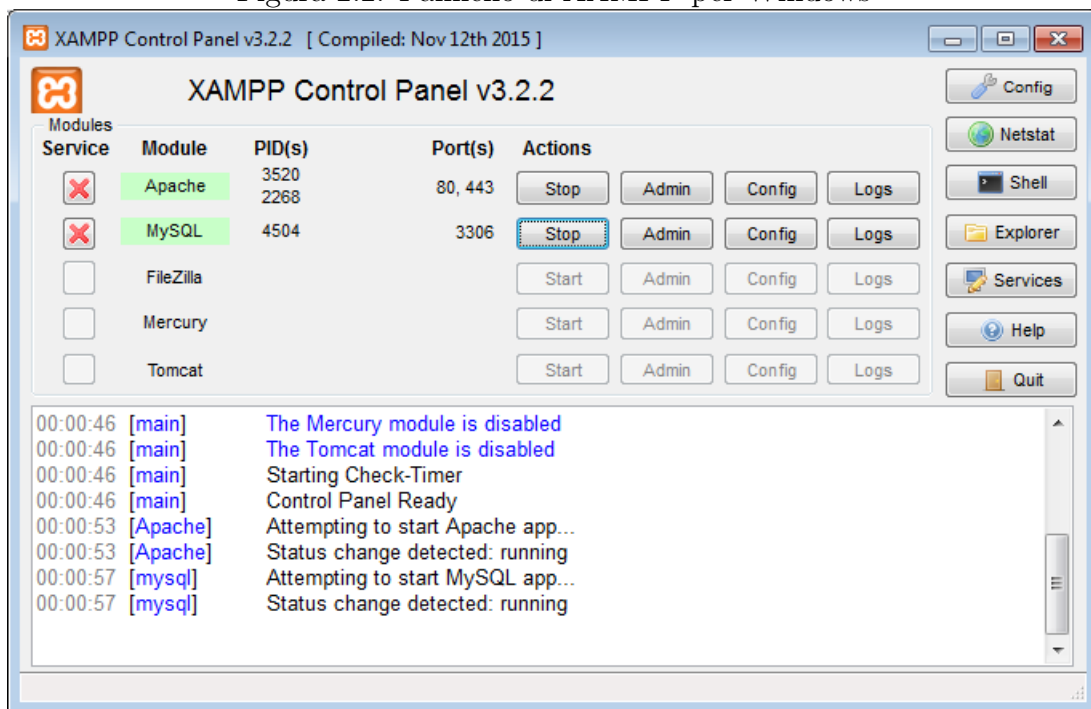 XAMPP Control Panel v3.2.2 [ Compiled: Nov 12th 2015 ]
XAMPP Control Panel v3.2.2
Config
Modules
Service Module PID(s) Port(s) Actions
Netstat
Apache 3520 2268 80, 443 Stop Admin Config Logs
Shell
MySQL 4504 3306 Stop Admin Config Logs
Explorer
FileZilla Start Admin Config Logs
Services
Mercury Start Admin Config Logs
Help
Tomcat Start Admin Config Logs
Quit
00:00:46 [main] The Mercury module is disabled
00:00:46 [main] The Tomcat module is disabled
00:00:46 [main] Starting Check-Timer
00:00:46 [main] Control Panel Ready
00:00:53 [Apache] Attempting to start Apache app...
00:00:53 [Apache] Status change detected: running
00:00:57 [mysql] Attempting to start MySQL app...
00:00:57 [mysql] Status change detected: running